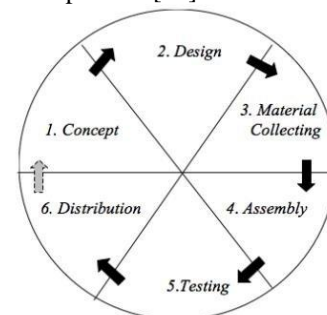 2. Design
3. Material
Collecting
1. Concept
6. Distribution
4. Assembly
5.Testing